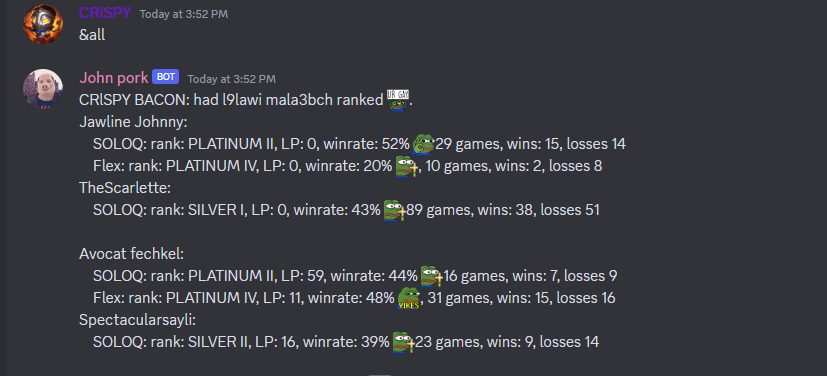 CRISPY Today at 3:52 PM
&all
John pork BOT Today at 3:52 PM
CRISPY BACON: had l9lawi mala3bch ranked UR GAY.
Jawline Johnny:
SOLOQ: rank: PLATINUM II, LP: 0, winrate: 52% 29 games, wins: 15, losses 14
Flex: rank: PLATINUM IV, LP: 0, winrate: 20% , 10 games, wins: 2, losses 8
TheScarlette:
SOLOQ: rank: SILVER I, LP: 0, winrate: 43% 89 games, wins: 38, losses 51
Avocat fechkel:
SOLOQ: rank: PLATINUM II, LP: 59, winrate: 44% 16 games, wins: 7, losses 9
Flex: rank: PLATINUM IV, LP: 11, winrate: 48% YIKES, 31 games, wins: 15, losses 16
Spectacularsayli:
SOLOQ: rank: SILVER II, LP: 16, winrate: 39% 23 games, wins: 9, losses 14